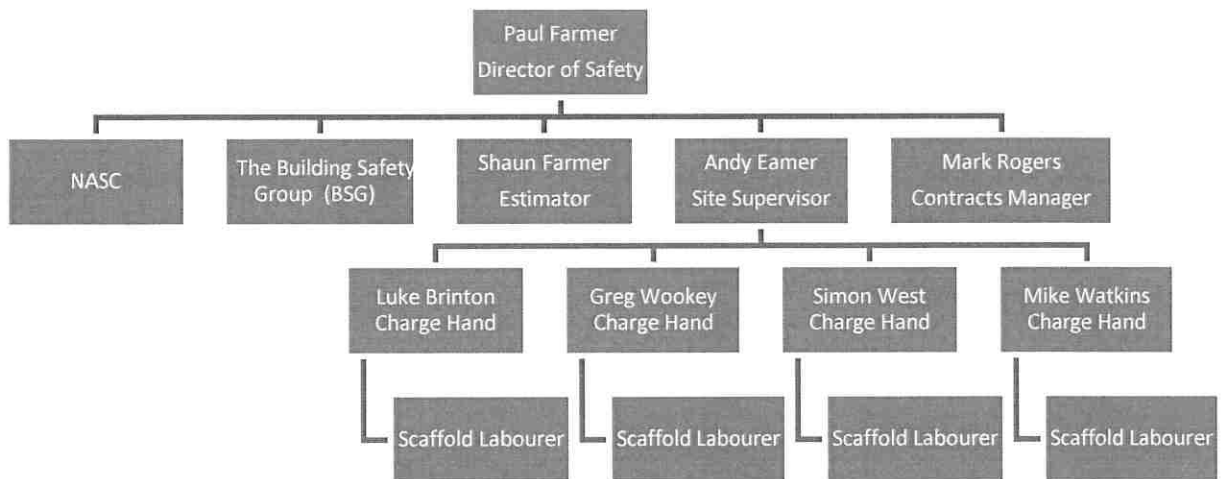 Paul Farmer
Director of Safety
NASC
The Building Safety
Group (BSG)
Shaun Farmer
Estimator
Andy Eamer
Site Supervisor
Mark Rogers
Contracts Manager
Luke Brinton
Charge Hand
Greg Wookey
Charge Hand
Simon West
Charge Hand
Mike Watkins
Charge Hand
Scaffold Labourer
Scaffold Labourer
Scaffold Labourer
Scaffold Labourer